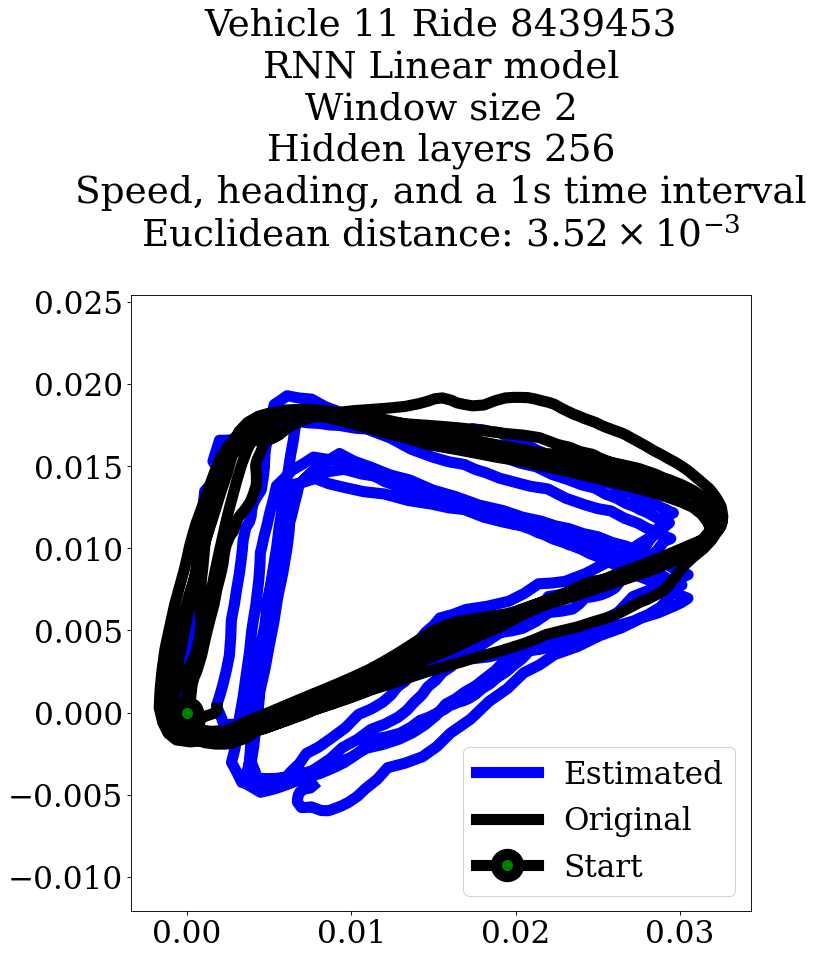 Vehicle 11 Ride 8439453
RNN Linear model
Window size 2
Hidden layers 256
Speed, heading, and a 1s time interval
Euclidean distance: 3.52 × 10⁻³
0.025
0.020
0.015
0.010
0.005
0.000
−0.005
−0.010
Estimated
Original
Start
0.00 0.01 0.02 0.03